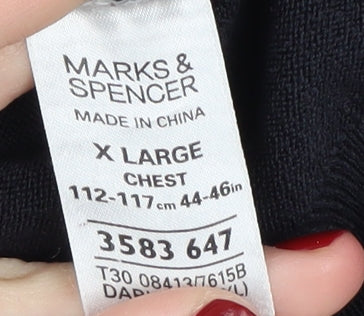 MARKS &
SPENCER
MADE IN CHINA
X LARGE
CHEST
112-117cm 44-46in
3583 647
T30 08413/7615B